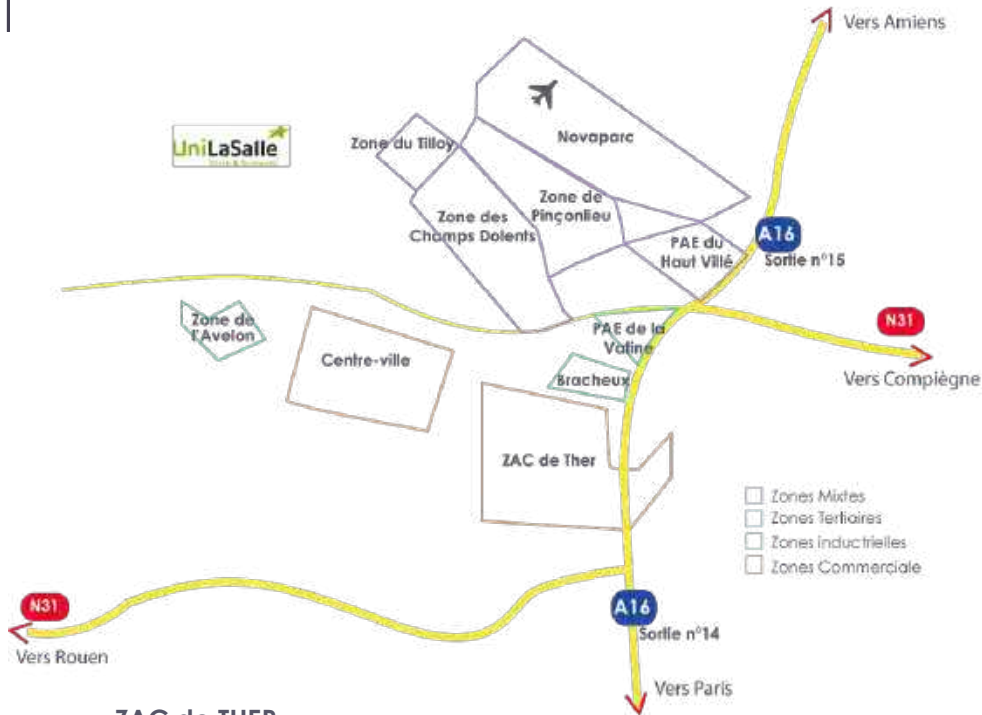 Vers Amiens
UniLaSalle
Zone du Tilloy
Novaparc
Zone des
Champs Dolents
Zone de
Pinçonlieu
PAE du
Haut Villé
A16
Sortie n°15
Zone de
l'Avelon
Centre-ville
PAE de la
Vatine
Bracheux
N31
Vers Compiègne
ZAC de Ther
Zones Mixtes
Zones Tertiaires
Zones inductrielles
Zones Commerciale
N31
Vers Rouen
A16
Sortie n°14
Vers Paris